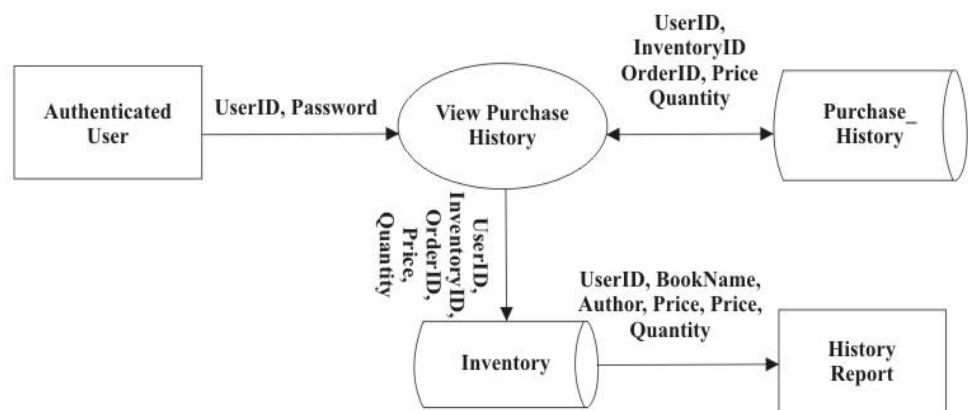 Authenticated
User
UserID, Password
View Purchase
History
UserID,
InventoryID
OrderID, Price
Quantity
Purchase_
History
UserID,
InventoryID,
OrderID,
Price,
Quantity
Inventory
UserID, BookName,
Author, Price, Price,
Quantity
History
Report